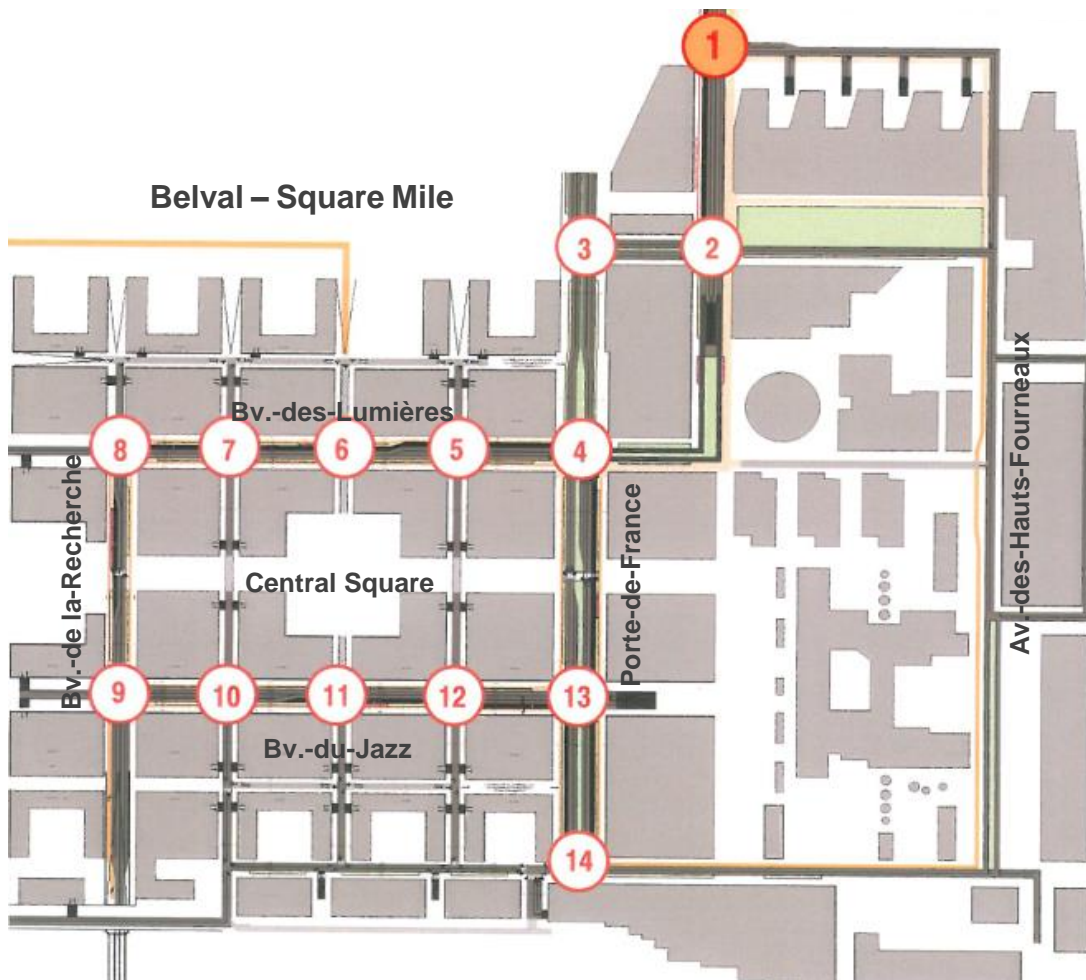 1
Belval – Square Mile
3
2
Bv.-des-Lumières
8
7
6
5
4
Bv.-de la-Recherche
Central Square
Porte-de-France
Av.-des-Hauts-Fourneaux
9
10
11
12
13
Bv.-du-Jazz
14